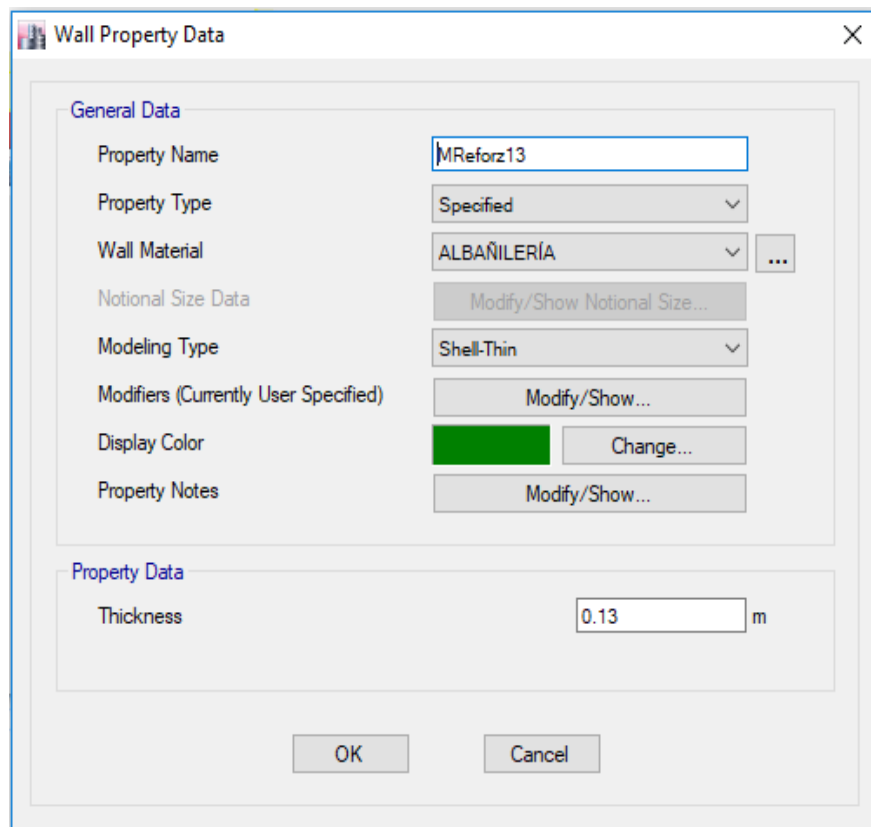 Wall Property Data
General Data
Property Name MReforz13
Property Type Specified
Wall Material ALBAÑILERÍA ...
Notional Size Data Modify/Show Notional Size...
Modeling Type Shell-Thin
Modifiers (Currently User Specified) Modify/Show...
Display Color Change...
Property Notes Modify/Show...
Property Data
Thickness 0.13 m
OK Cancel